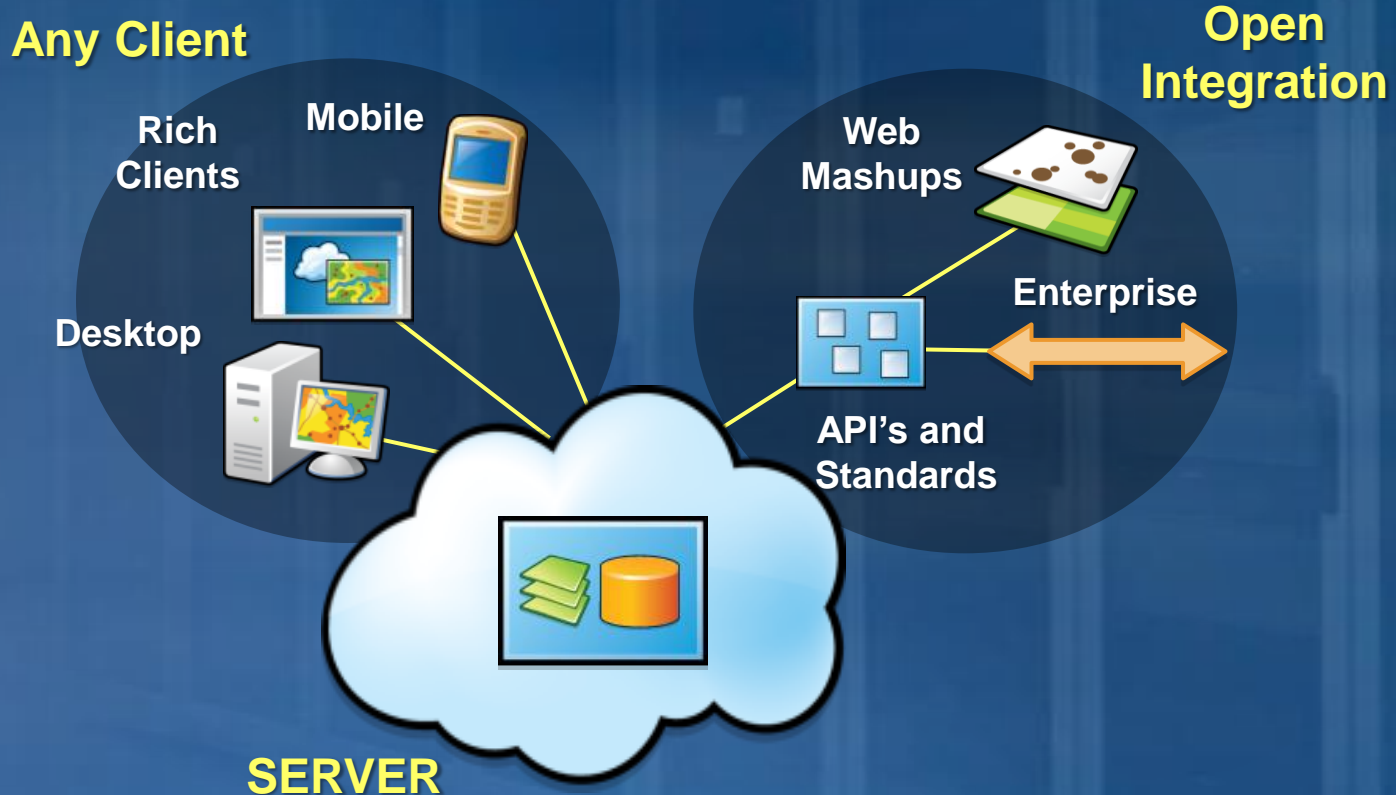 Any Client
Open
Integration
Mobile
Rich
Clients
Desktop
Web
Mashups
Enterprise
API's and
Standards
SERVER